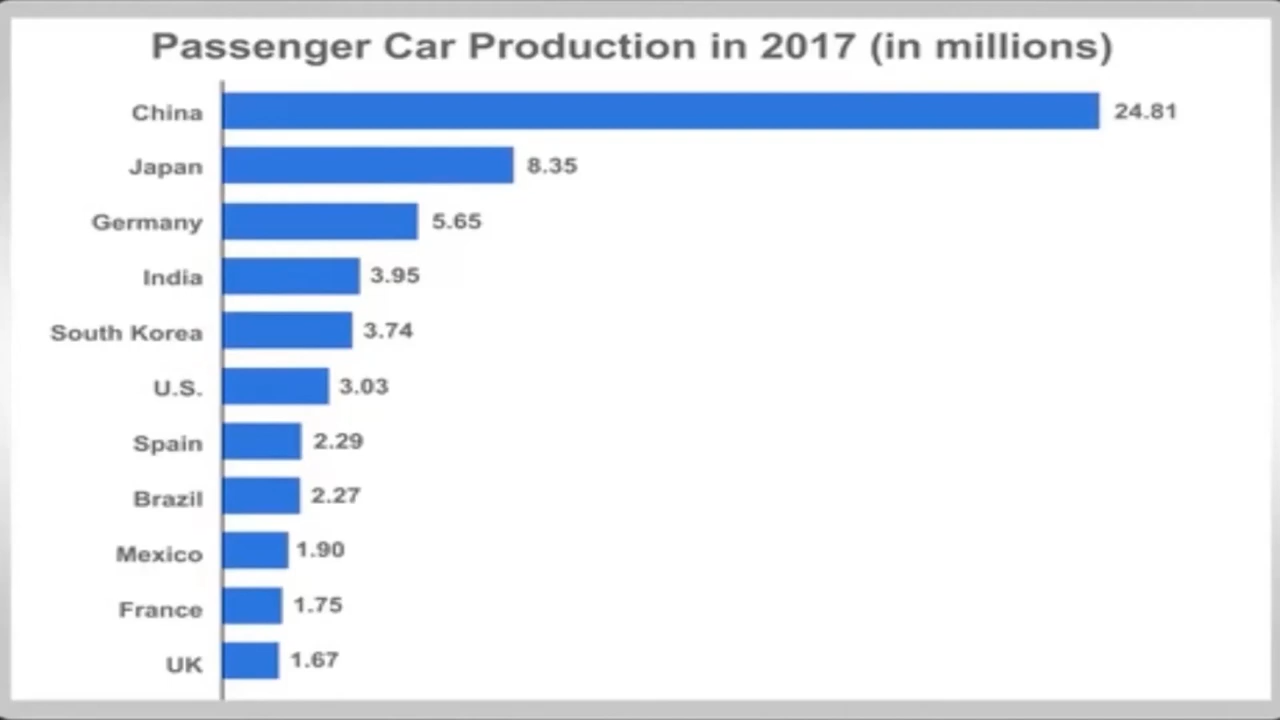 Passenger Car Production in 2017 (in millions)
China 24.81
Japan 8.35
Germany 5.65
India 3.95
South Korea 3.74
U.S. 3.03
Spain 2.29
Brazil 2.27
Mexico 1.90
France 1.75
UK 1.67